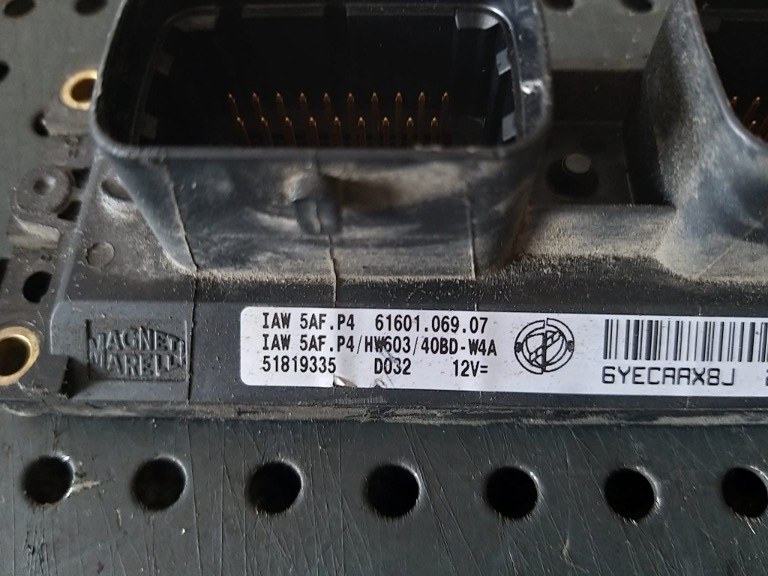 IAW 5AF.P4 61601.069.07
IAW 5AF.P4/HW603/40BD-W4A
51819335 D032 12V=
6YECAAX8J
MAGNETI
MARELLI